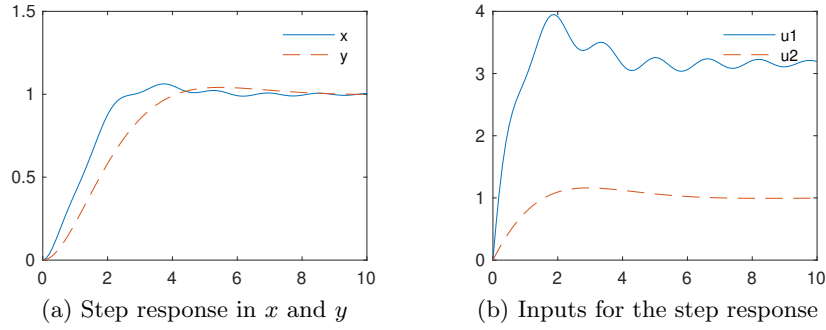 1.5
x
y
1
0.5
0
0 2 4 6 8 10
(a) Step response in x and y
4
u1
u2
3
2
1
0
0 2 4 6 8 10
(b) Inputs for the step response